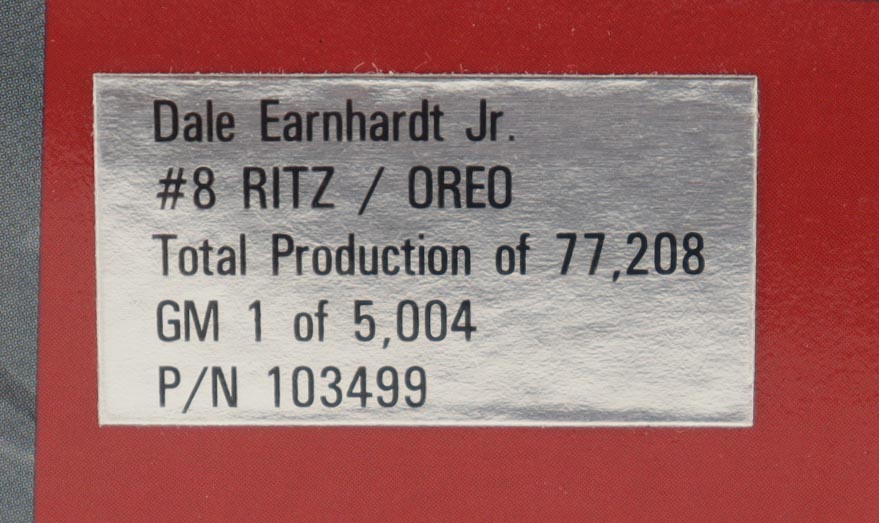 Dale Earnhardt Jr.
#8 RITZ / OREO
Total Production of 77,208
GM 1 of 5,004
P/N 103499